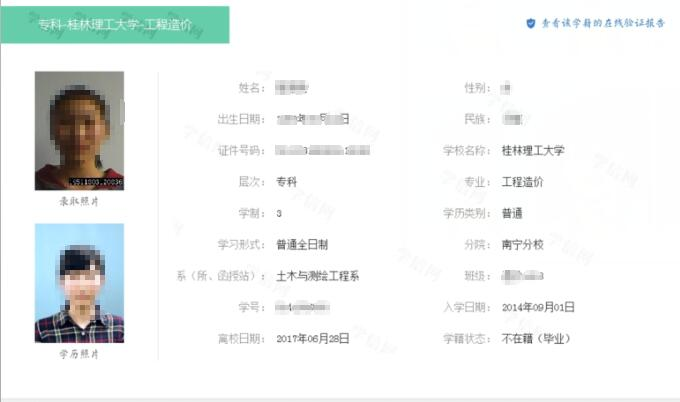 专科-桂林理工大学-工程造价
查看该学籍的在线验证报告
姓名：
性别：
出生日期： 日
民族：
证件号码：
学校名称： 桂林理工大学
层次： 专科
专业： 工程造价
学制： 3
学历类别： 普通
学习形式： 普通全日制
分院： 南宁分校
系（所、函授站）： 土木与测绘工程系
班级：
学号：
入学日期： 2014年09月01日
离校日期： 2017年06月28日
学籍状态： 不在籍（毕业）
录取照片
学历照片
学信网